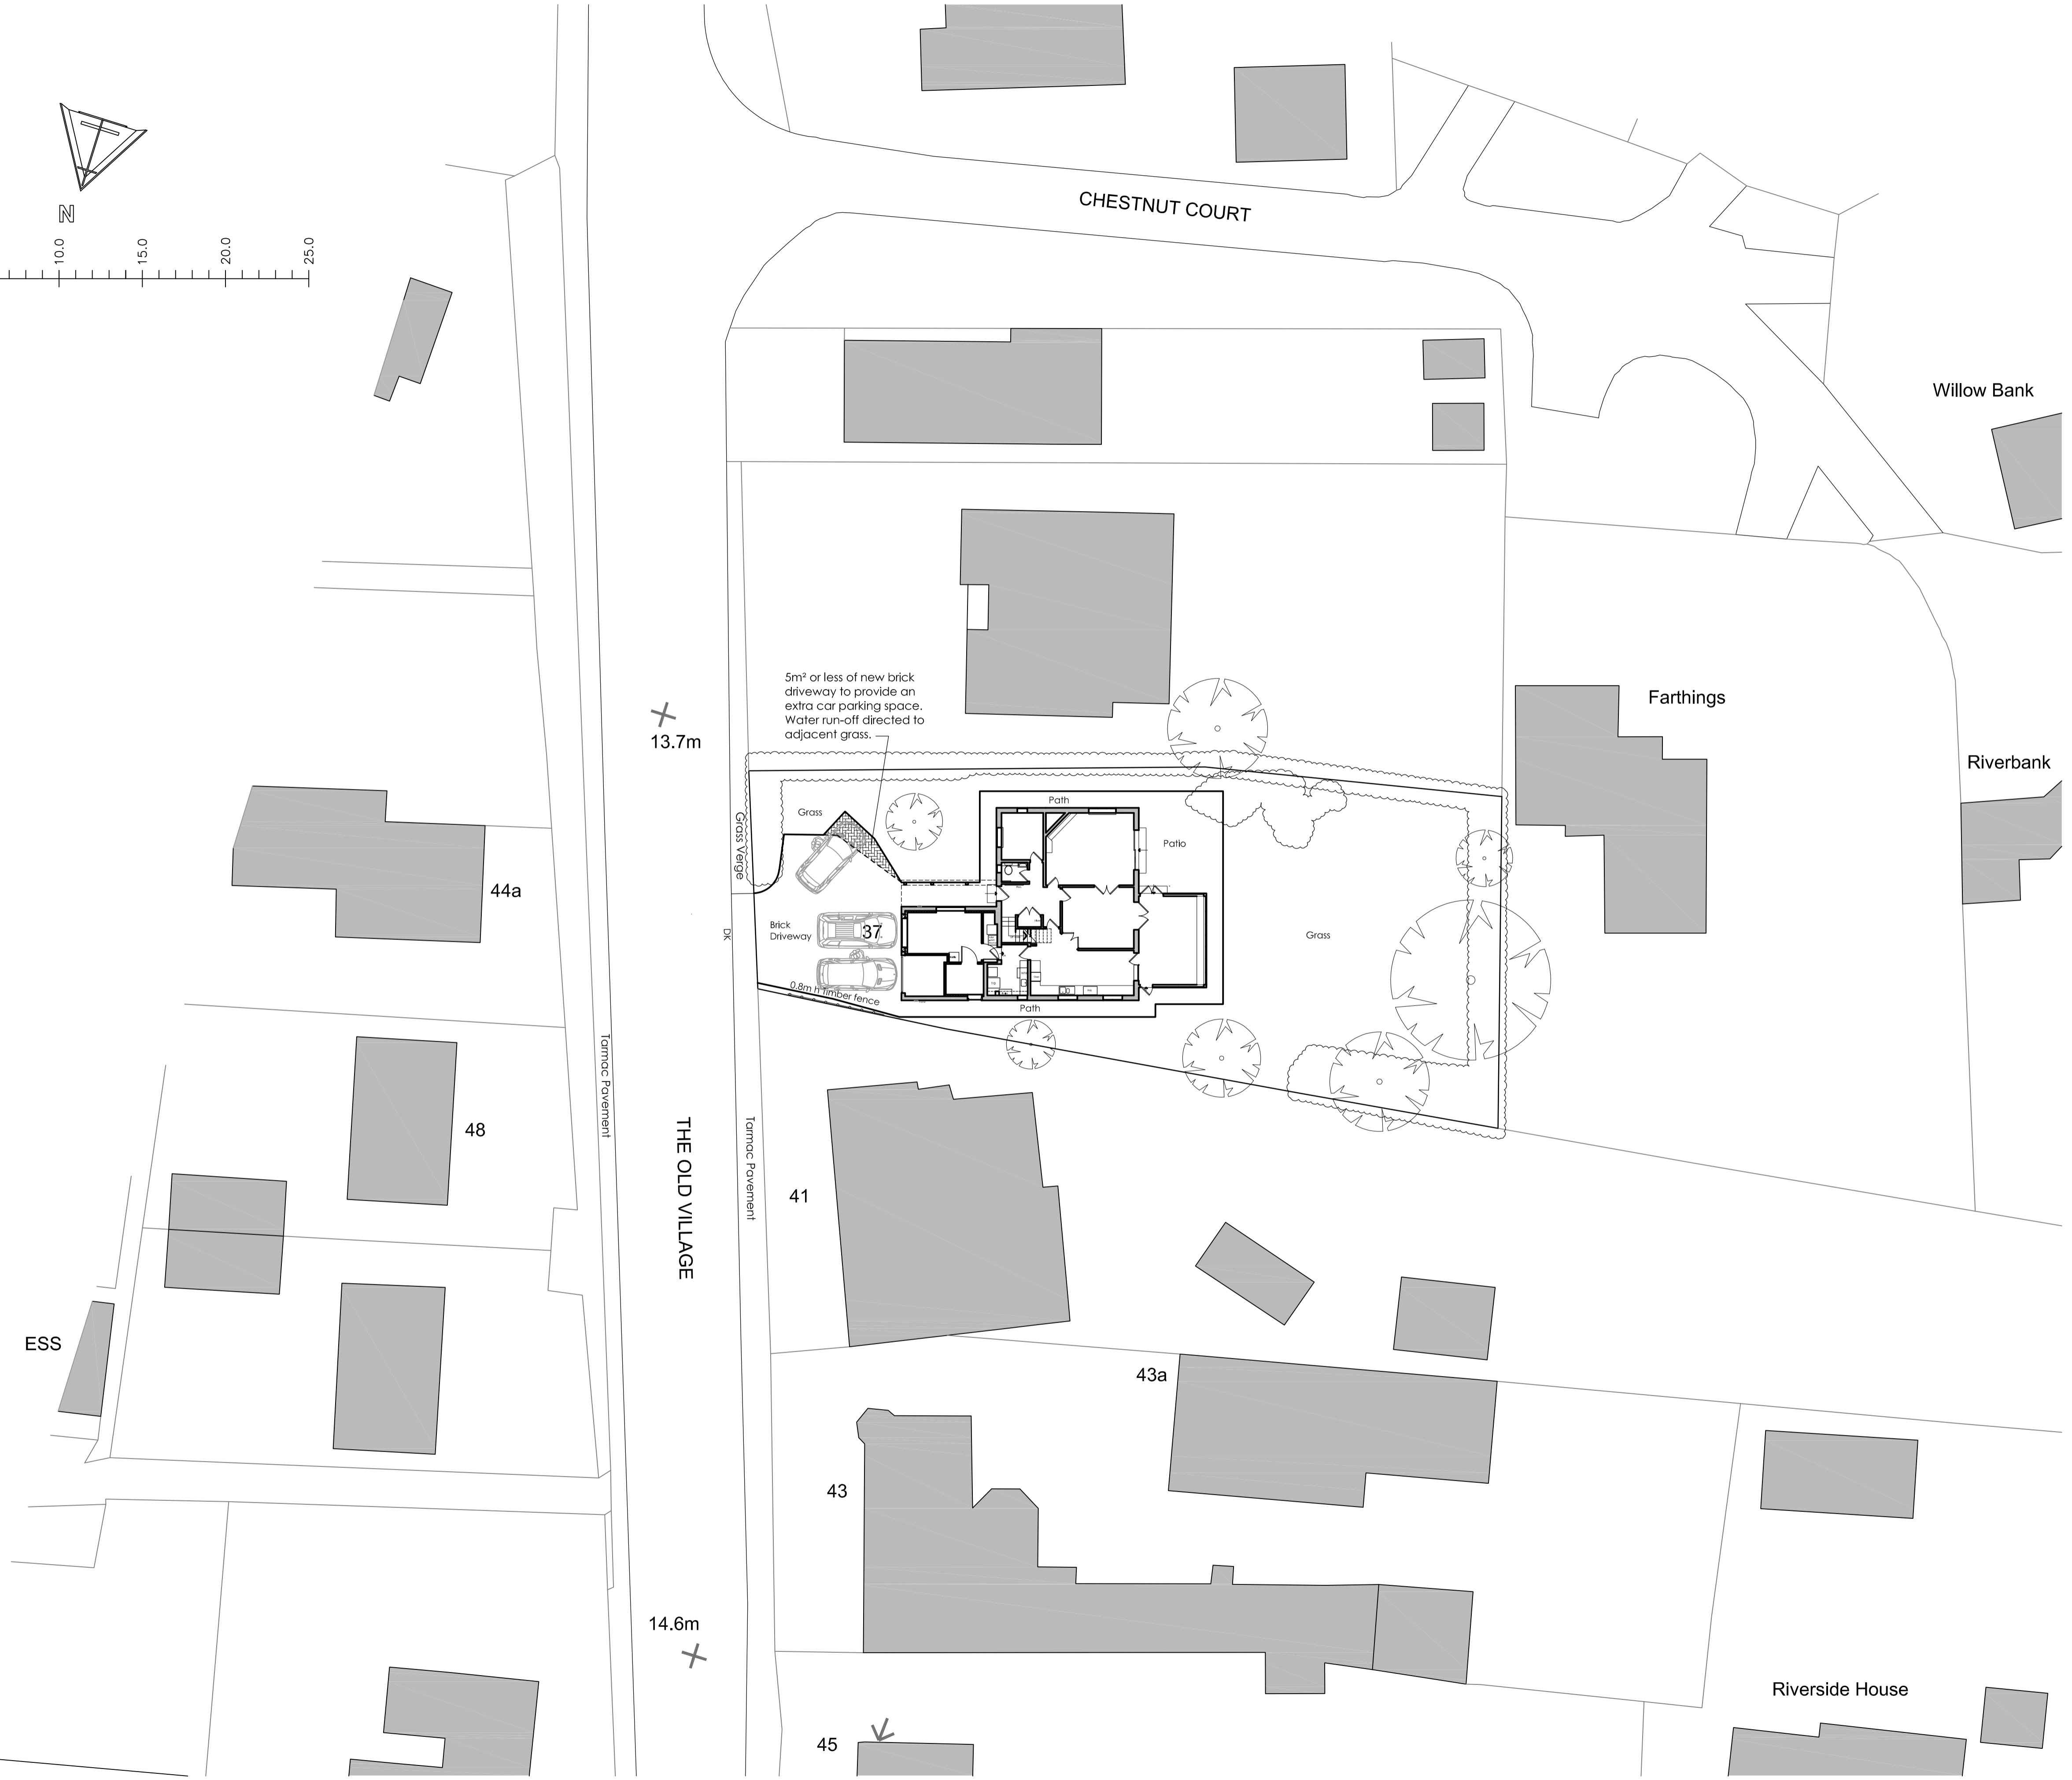 CHESTNUT COURT
N
10.0
15.0
20.0
25.0
Willow Bank
5m² or less of new brick
driveway to provide an
extra car parking space.
Water run-off directed to
adjacent grass.
Farthings
13.7m
Riverbank
Path
Grass
Grass Verge
Patio
44a
Brick
Driveway
37
DK
Grass
0.8m h Timber fence
Path
Tarmac Pavement
48
THE OLD VILLAGE
Tarmac Pavement
41
ESS
43a
43
14.6m
Riverside House
45